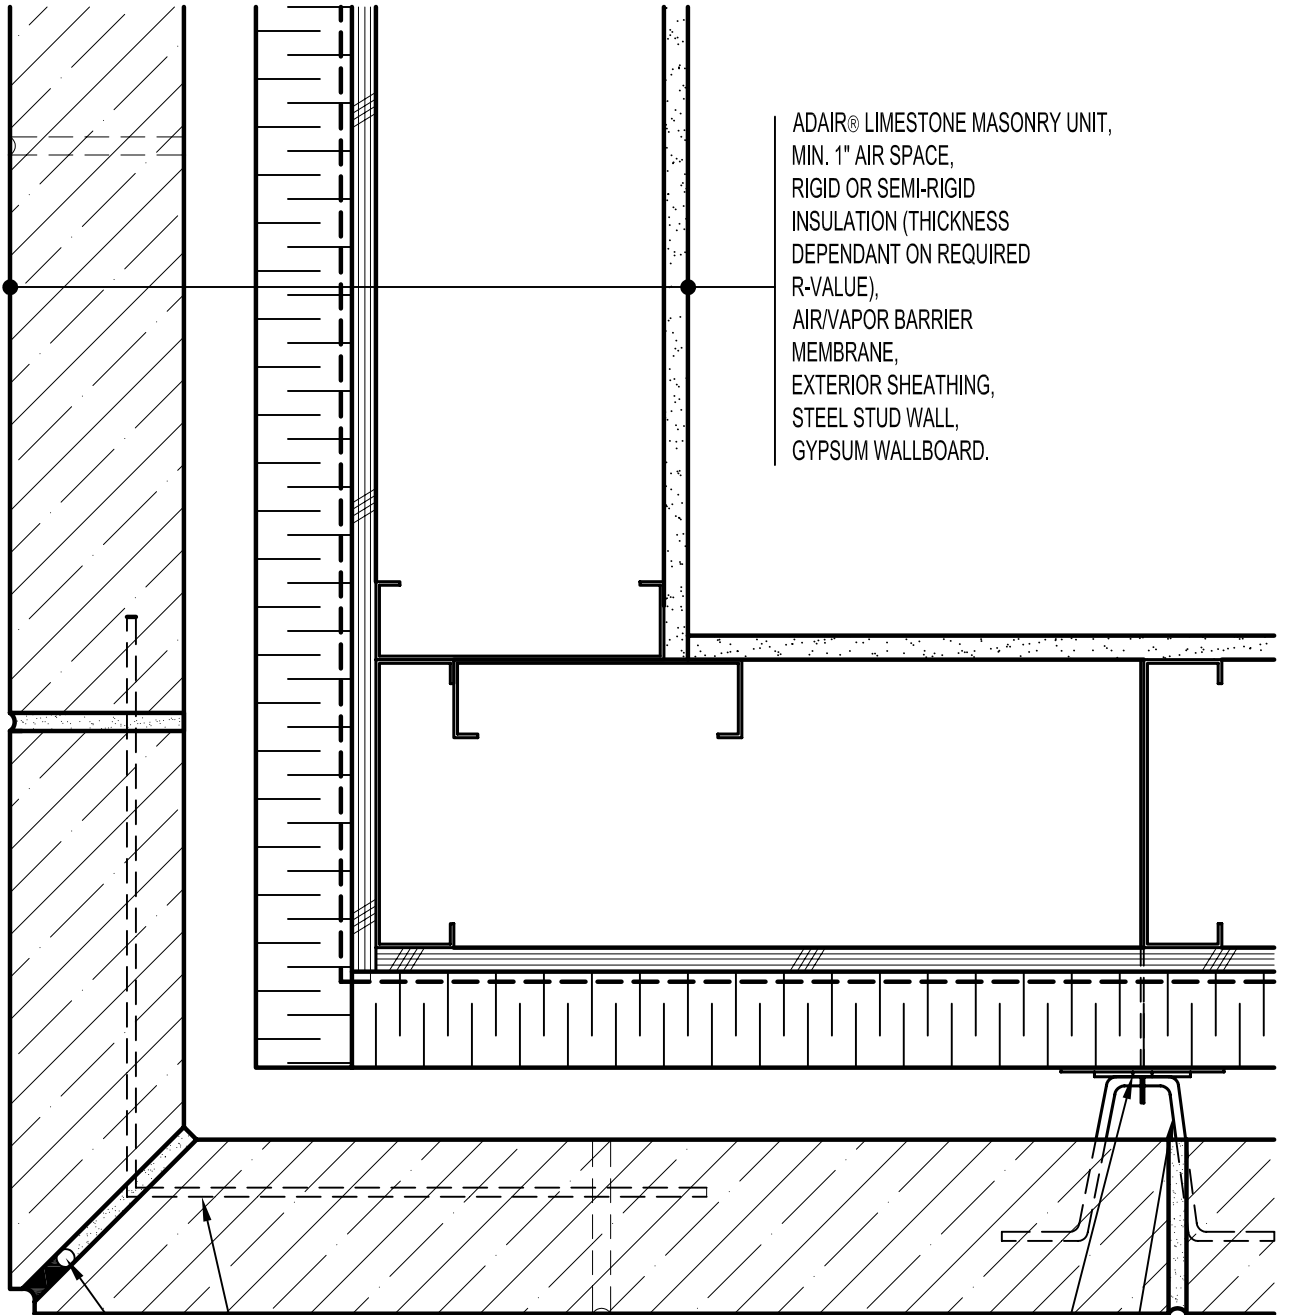 ADAIR® LIMESTONE MASONRY UNIT,
MIN. 1" AIR SPACE,
RIGID OR SEMI-RIGID
INSULATION (THICKNESS
DEPENDANT ON REQUIRED
R-VALUE),
AIR/VAPOR BARRIER
MEMBRANE,
EXTERIOR SHEATHING,
STEEL STUD WALL,
GYPSUM WALLBOARD.